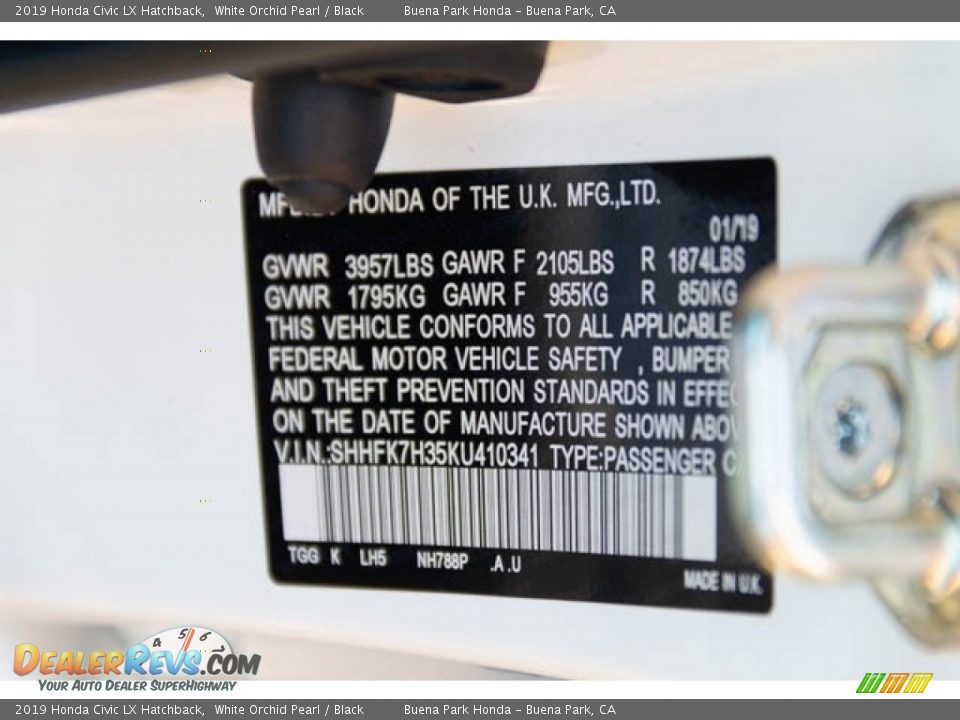 2019 Honda Civic LX Hatchback, White Orchid Pearl / Black Buena Park Honda - Buena Park, CA
HONDA OF THE U.K. MFG.,LTD.
01/19
GVWR 3957LBS GAWR F 2105LBS R 1874LBS
GVWR 1795KG GAWR F 955KG R 850KG
THIS VEHICLE CONFORMS TO ALL APPLICABLE
FEDERAL MOTOR VEHICLE SAFETY , BUMPER
AND THEFT PREVENTION STANDARDS IN
ON THE DATE OF MANUFACTURE SHOWN
V.I.N.:SHHFK7H35KU410341 TYPE:PASSENGER
TGG K LH5 NH788P .A .U
MADE IN U.K.
4 5 6
DEALERREVS.COM
YOUR AUTO DEALER SUPERHIGHWAY
2019 Honda Civic LX Hatchback, White Orchid Pearl / Black Buena Park Honda - Buena Park, CA